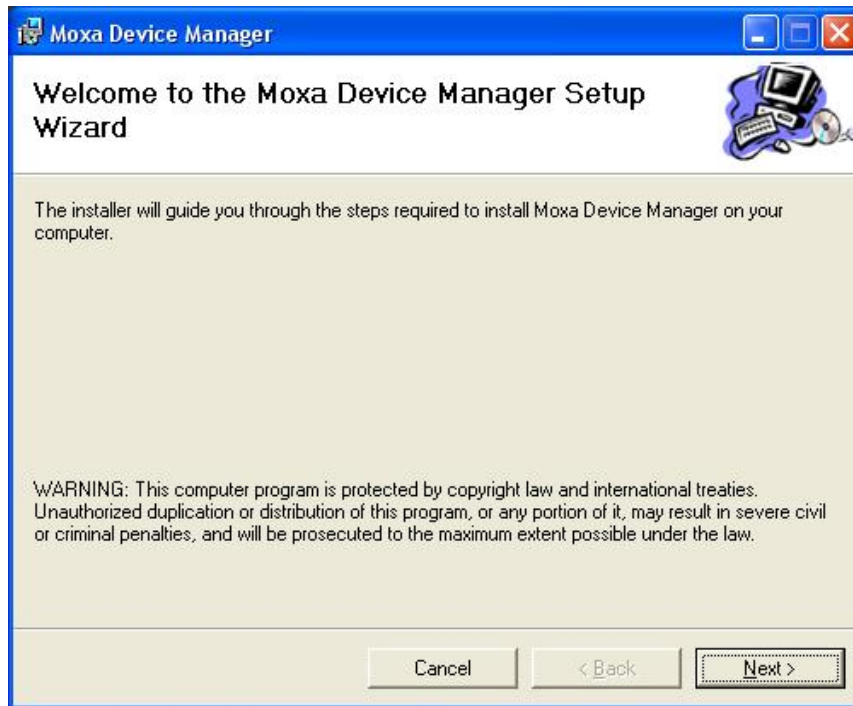 Moxa Device Manager
Welcome to the Moxa Device Manager Setup
Wizard
The installer will guide you through the steps required to install Moxa Device Manager on your
computer.
WARNING: This computer program is protected by copyright law and international treaties.
Unauthorized duplication or distribution of this program, or any portion of it, may result in severe civil
or criminal penalties, and will be prosecuted to the maximum extent possible under the law.
Cancel < Back Next >